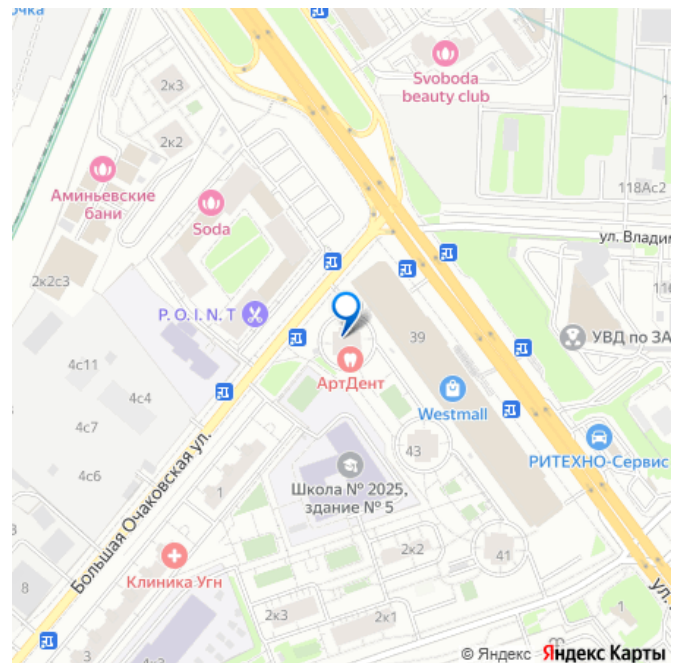 очка
Svoboda
beauty club
2к3
2к2
118Ас2
Аминьевские
бани
Soda
ул. Владим
2к2с3
P. O. I. N. T
39
УВД по ЗА
4с11
АртДент
4с4
Westmall
4с7
43
РИТЕХНО-Сервис
4с6
Школа № 2025,
здание № 5
1
Большая Очаковская ул.
2к2
41
Клиника Угн
8
2к3
2к1
1
ул.
3
© Яндекс Яндекс Карты